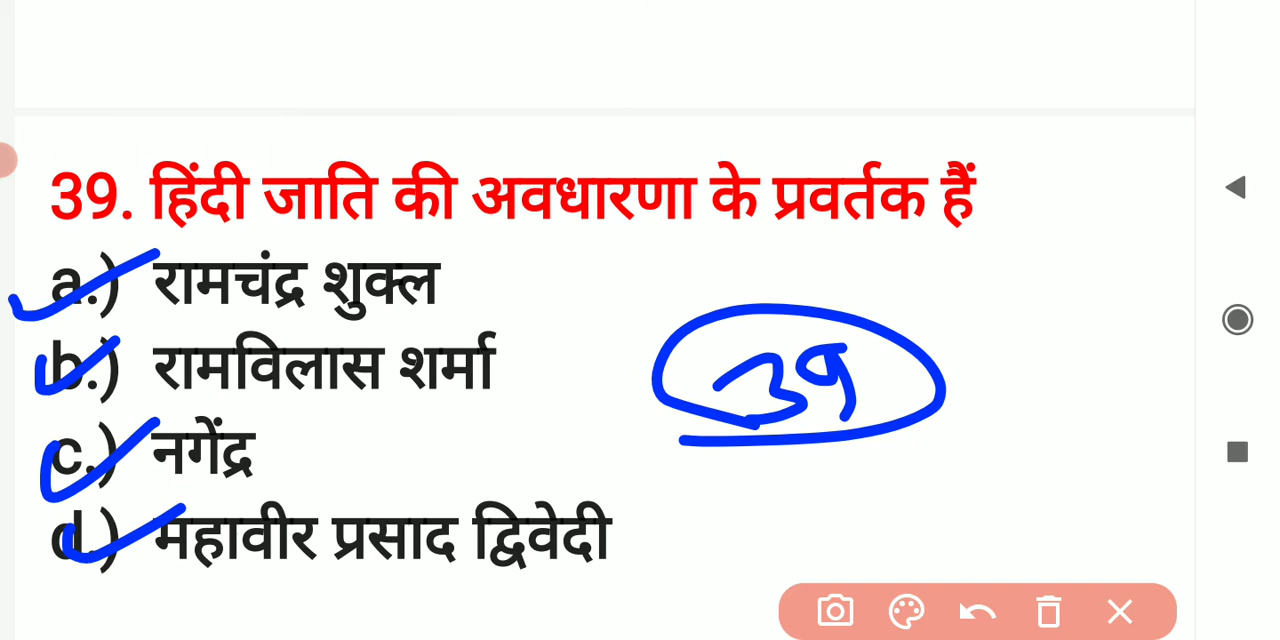 39. हिंदी जाति की अवधारणा के प्रवर्तक हैं
a.) रामचंद्र शुक्ल
b.) रामविलास शर्मा
39
c.) नगेंद्र
d.) महावीर प्रसाद द्विवेदी